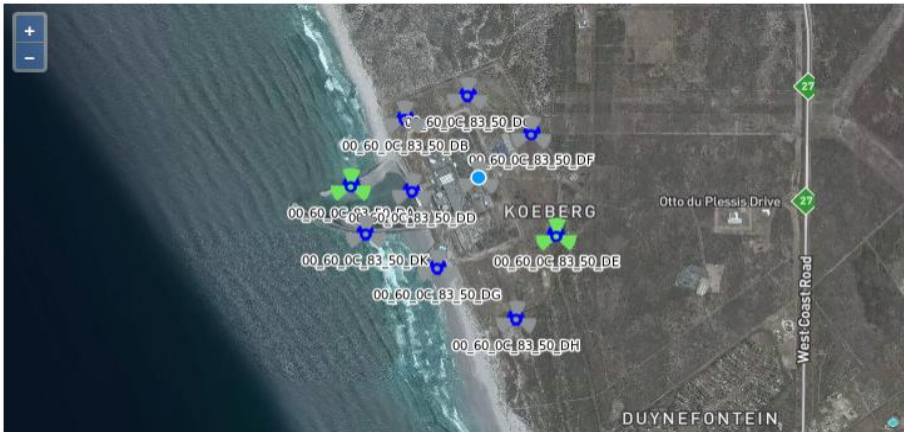 +
−
27
00_60_0C_83_50_DC
00_60_0C_83_50_DB
00_60_0C_83_50_DF
Otto du Plessis Drive
27
KOEBERG
00_60_0C_83_50_DA
00_60_0C_83_50_DD
00_60_0C_83_50_DK
00_60_0C_83_50_DE
00_60_0C_83_50_DG
West Coast Road
00_60_0C_83_50_DH
DUYNEFONTEIN